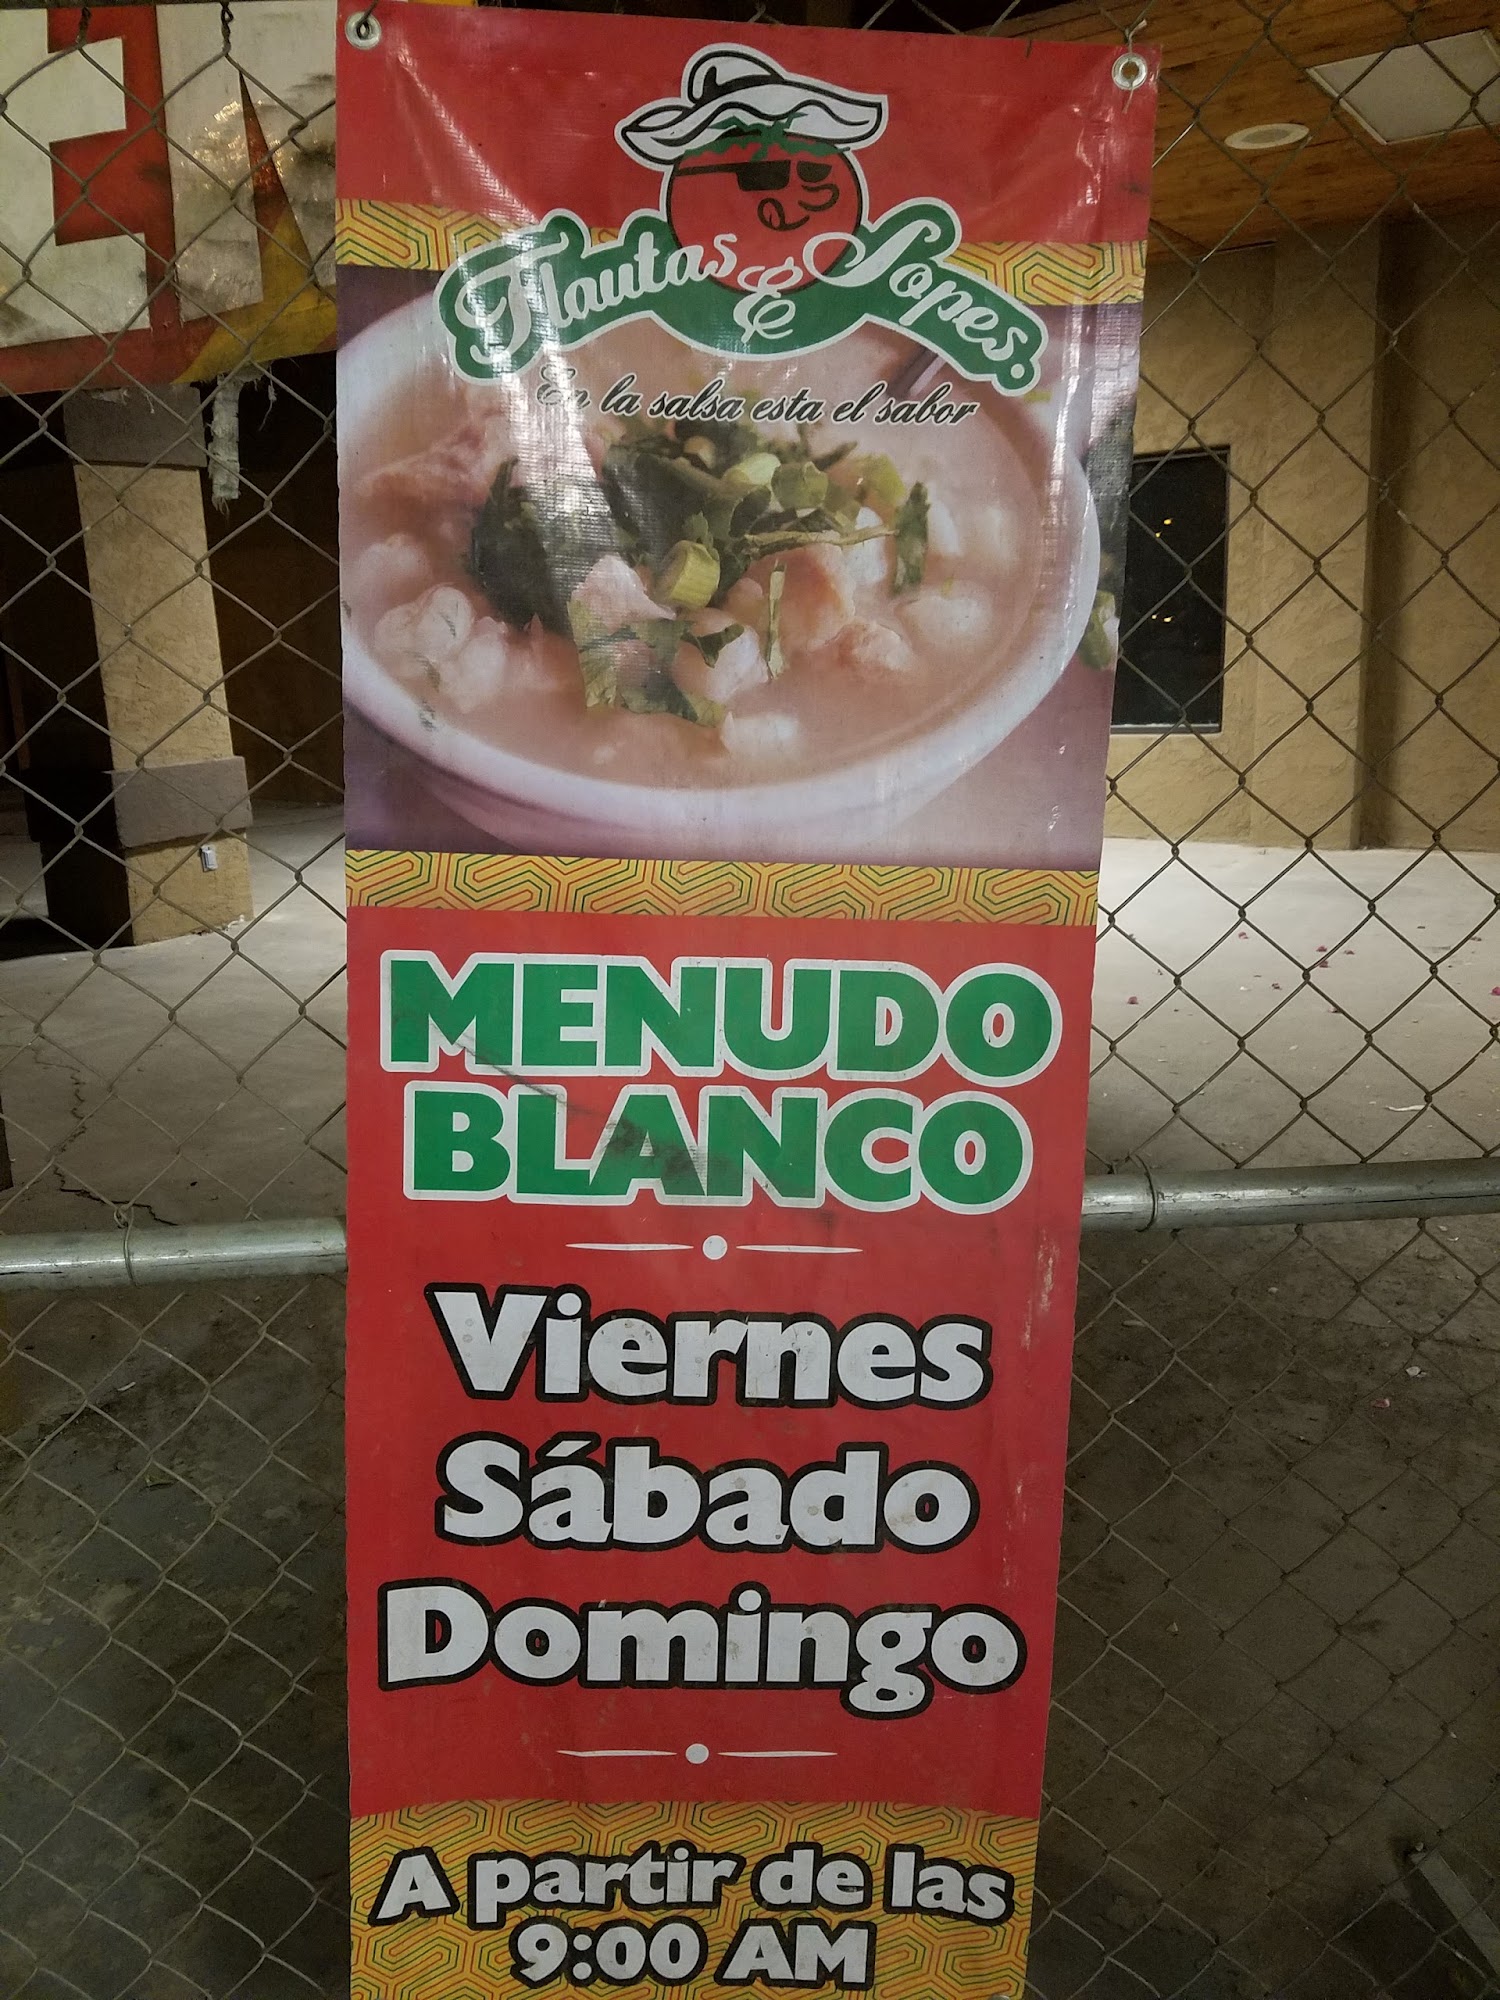 Flautas & Sopes.
En la salsa esta el sabor
MENUDO
BLANCO
Viernes
Sábado
Domingo
A partir de las
9:00 AM